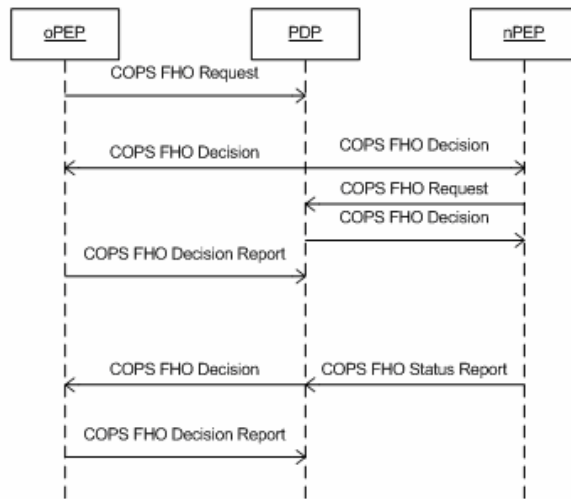 oPEP
PDP
nPEP
COPS FHO Request
COPS FHO Decision
COPS FHO Decision
COPS FHO Request
COPS FHO Decision
COPS FHO Decision Report
COPS FHO Decision
COPS FHO Status Report
COPS FHO Decision Report